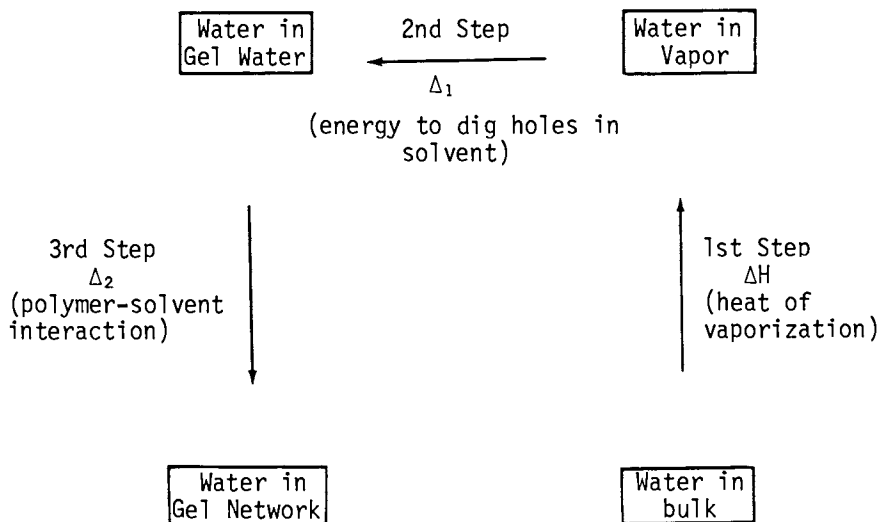 Water in
Gel Water
2nd Step
Δ₁
(energy to dig holes in
solvent)
Water in
Vapor
3rd Step
Δ₂
(polymer-solvent
interaction)
1st Step
ΔH
(heat of
vaporization)
Water in
Gel Network
Water in
bulk